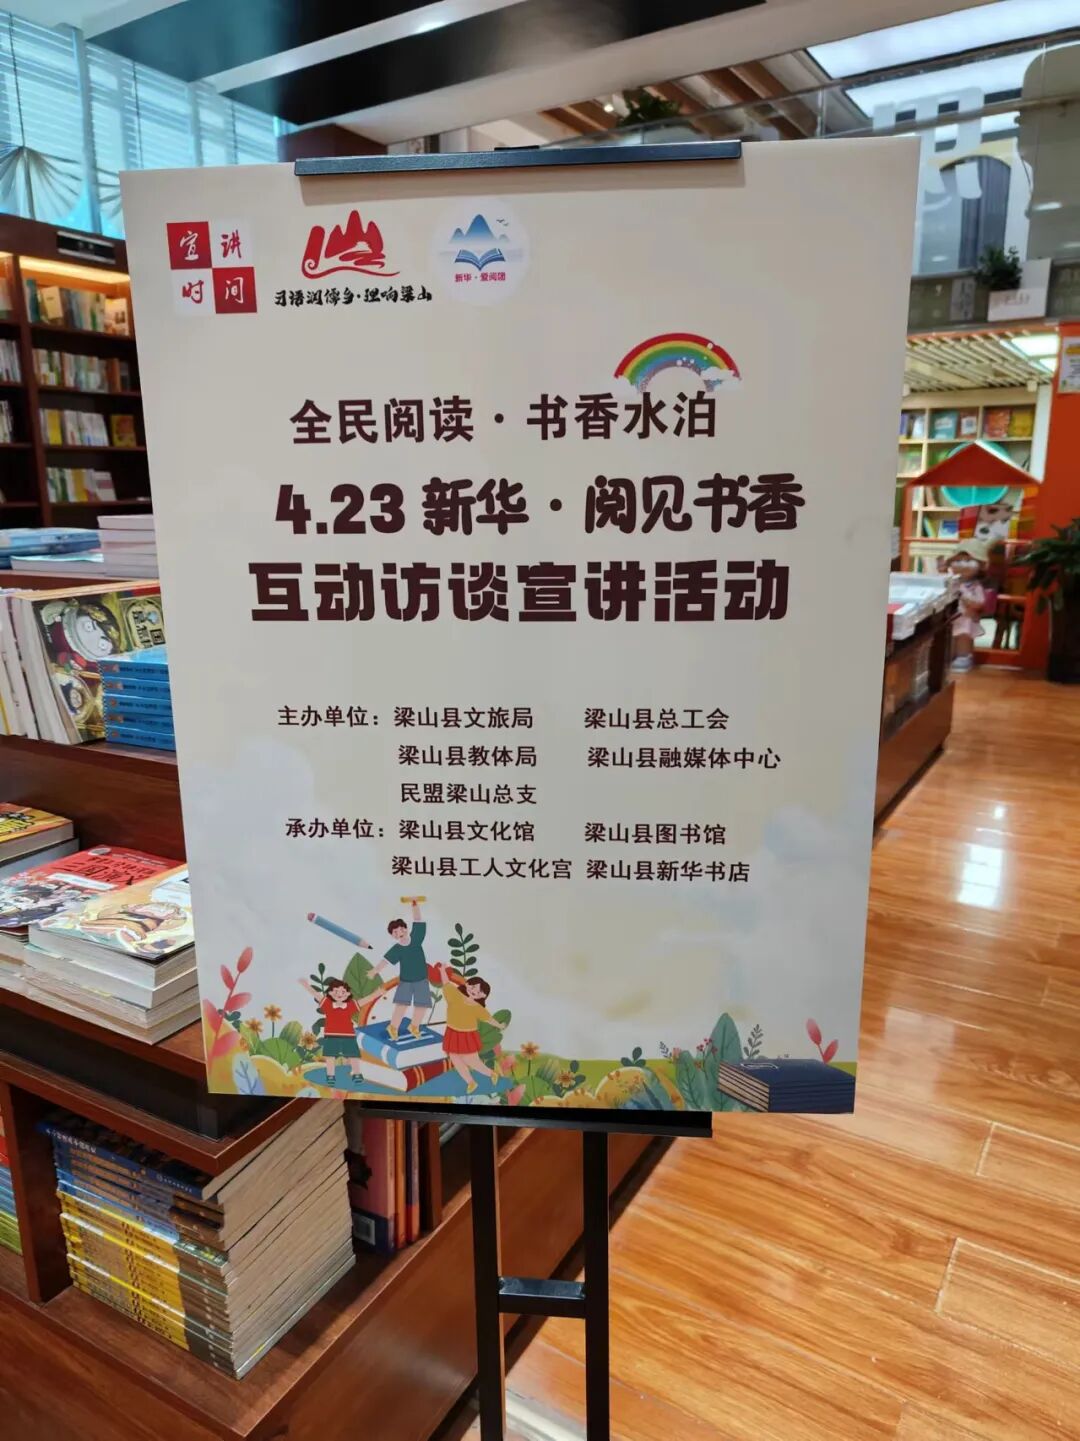 宣讲
时间
习语润儒乡·理响梁山
新华·爱阅团
全民阅读·书香水泊
4.23新华·阅见书香
互动访谈宣讲活动
主办单位：梁山县文旅局 梁山县总工会
梁山县教体局 梁山县融媒体中心
民盟梁山总支
承办单位：梁山县文化馆 梁山县图书馆
梁山县工人文化宫 梁山县新华书店